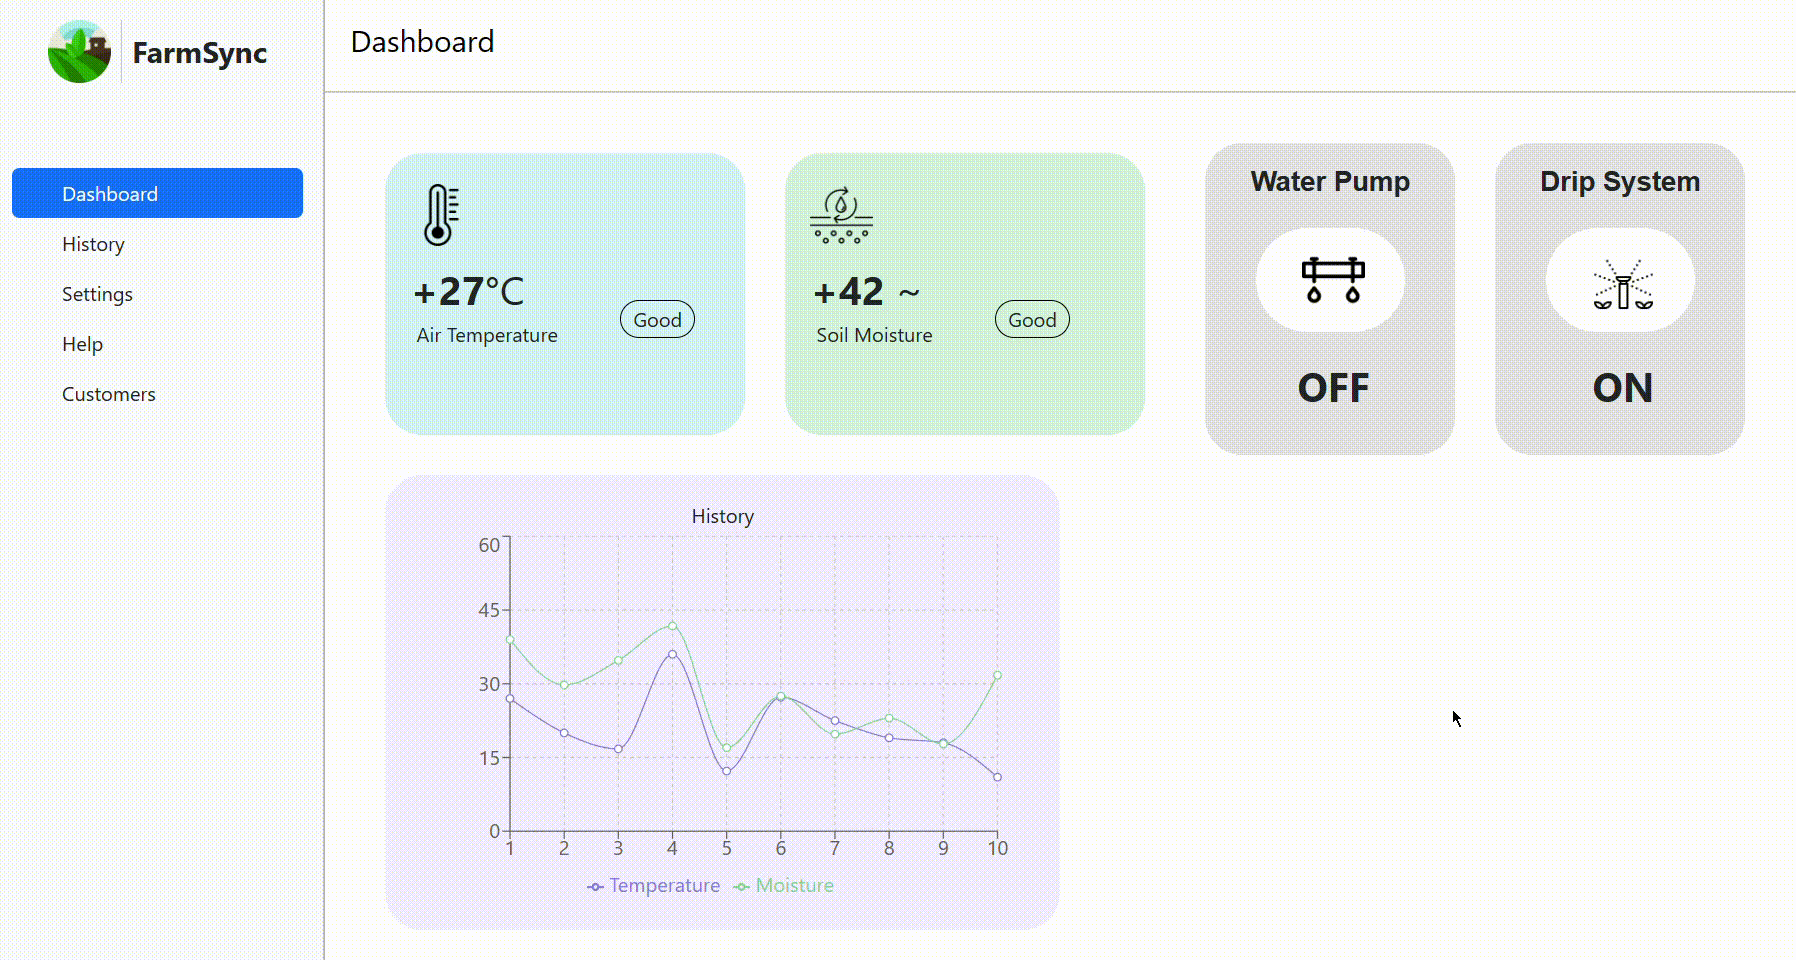 FarmSync
Dashboard
History
Settings
Help
Customers
Dashboard
+27°C
Air Temperature
Good
+42 ~
Soil Moisture
Good
Water Pump
OFF
Drip System
ON
History
60
45
30
15
0
1 2 3 4 5 6 7 8 9 10
Temperature Moisture